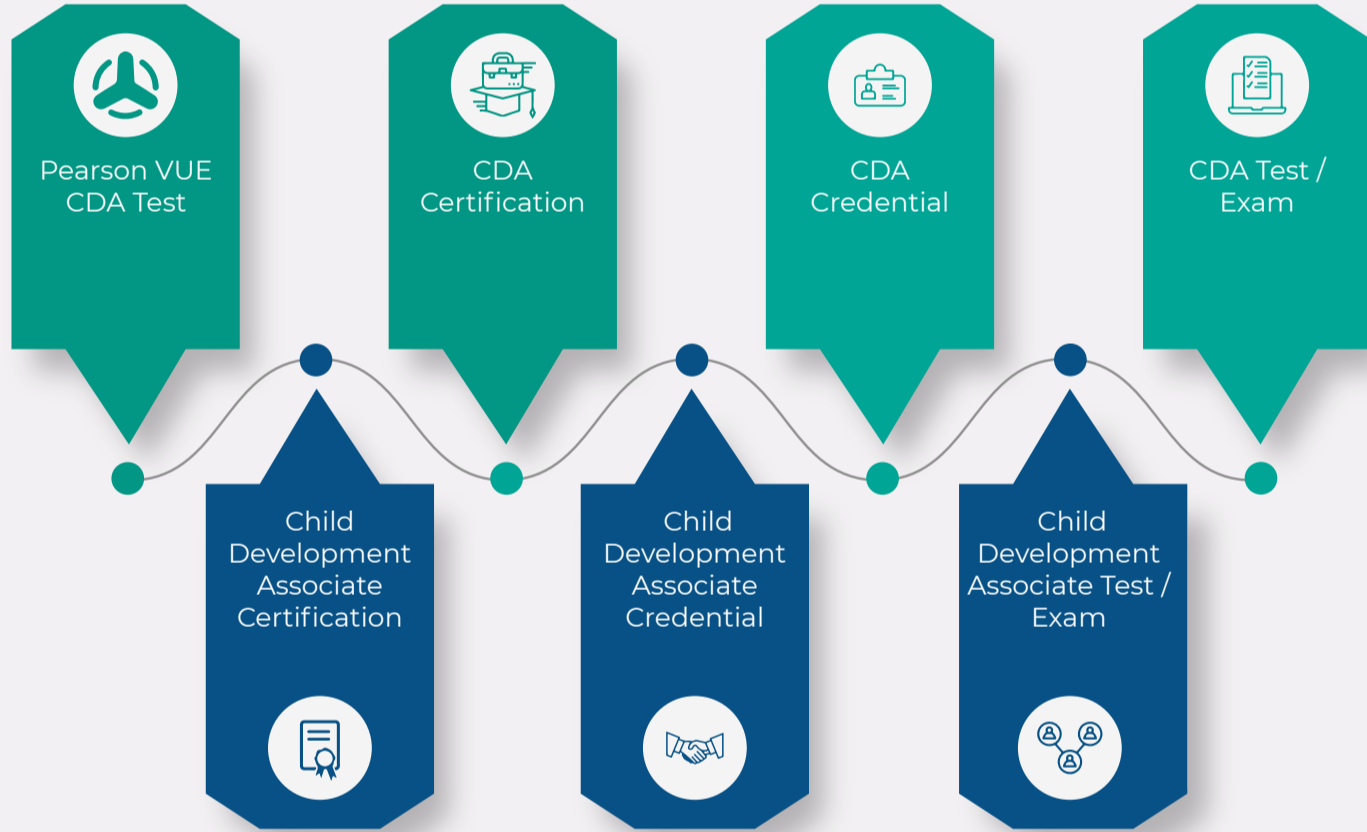 Pearson VUE
CDA Test
CDA
Certification
CDA
Credential
CDA Test /
Exam
Child
Development
Associate
Certification
Child
Development
Associate
Credential
Child
Development
Associate Test /
Exam